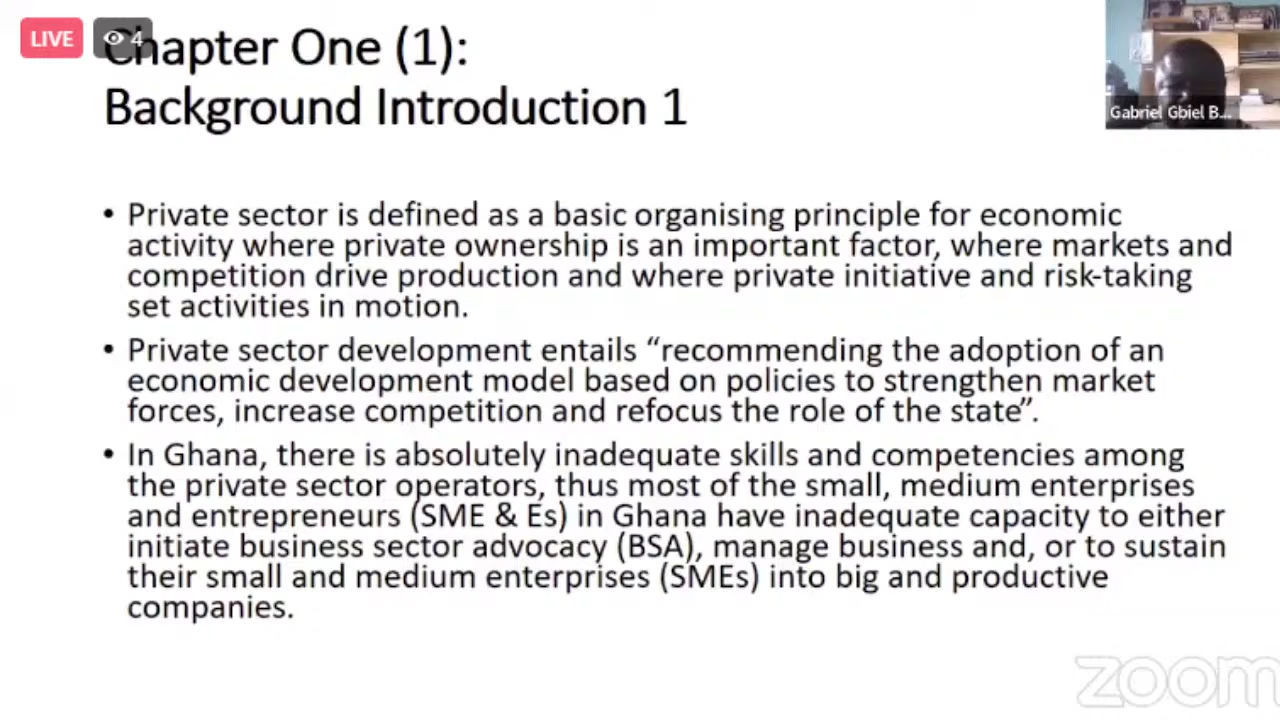 LIVE
4
Chapter One (1):
Background Introduction 1
Gabriel Gbiel B...
• Private sector is defined as a basic organising principle for economic
activity where private ownership is an important factor, where markets and
competition drive production and where private initiative and risk-taking
set activities in motion.
• Private sector development entails “recommending the adoption of an
economic development model based on policies to strengthen market
forces, increase competition and refocus the role of the state”.
• In Ghana, there is absolutely inadequate skills and competencies among
the private sector operators, thus most of the small, medium enterprises
and entrepreneurs (SME & Es) in Ghana have inadequate capacity to either
initiate business sector advocacy (BSA), manage business and, or to sustain
their small and medium enterprises (SMEs) into big and productive
companies.
zoom